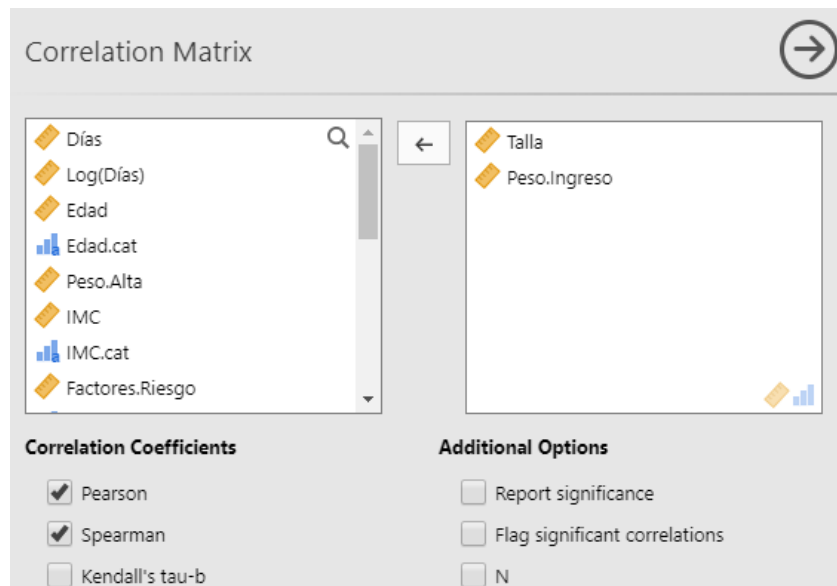 Correlation Matrix
Días
Log(Días)
Edad
Edad.cat
Peso.Alta
IMC
IMC.cat
Factores.Riesgo
Talla
Peso.Ingreso
Correlation Coefficients
Pearson
Spearman
Kendall's tau-b
Additional Options
Report significance
Flag significant correlations
N